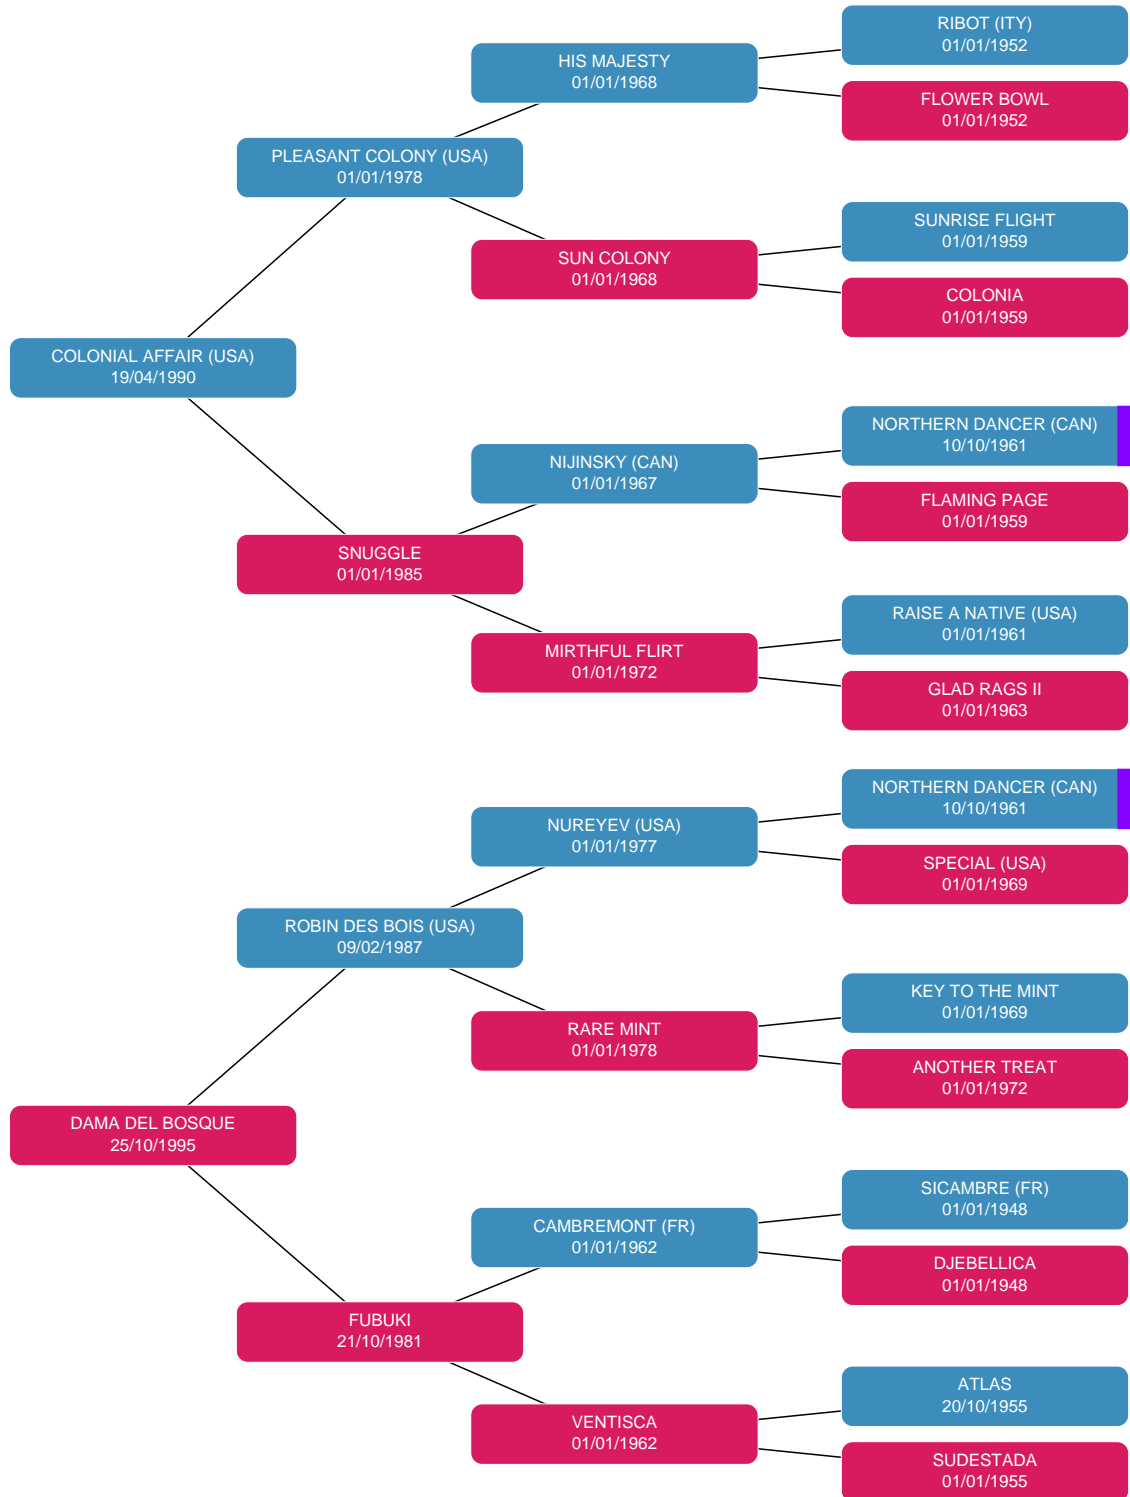 RIBOT (ITY)
01/01/1952
HIS MAJESTY
01/01/1968
FLOWER BOWL
01/01/1952
PLEASANT COLONY (USA)
01/01/1978
SUNRISE FLIGHT
01/01/1959
SUN COLONY
01/01/1968
COLONIA
01/01/1959
COLONIAL AFFAIR (USA)
19/04/1990
NORTHERN DANCER (CAN)
10/10/1961
NIJINSKY (CAN)
01/01/1967
FLAMING PAGE
01/01/1959
SNUGGLE
01/01/1985
RAISE A NATIVE (USA)
01/01/1961
MIRTHFUL FLIRT
01/01/1972
GLAD RAGS II
01/01/1963
NORTHERN DANCER (CAN)
10/10/1961
NUREYEV (USA)
01/01/1977
SPECIAL (USA)
01/01/1969
ROBIN DES BOIS (USA)
09/02/1987
KEY TO THE MINT
01/01/1969
RARE MINT
01/01/1978
ANOTHER TREAT
01/01/1972
DAMA DEL BOSQUE
25/10/1995
SICAMBRE (FR)
01/01/1948
CAMBREMONT (FR)
01/01/1962
DJEBELLICA
01/01/1948
FUBUKI
21/10/1981
ATLAS
20/10/1955
VENTISCA
01/01/1962
SUDESTADA
01/01/1955